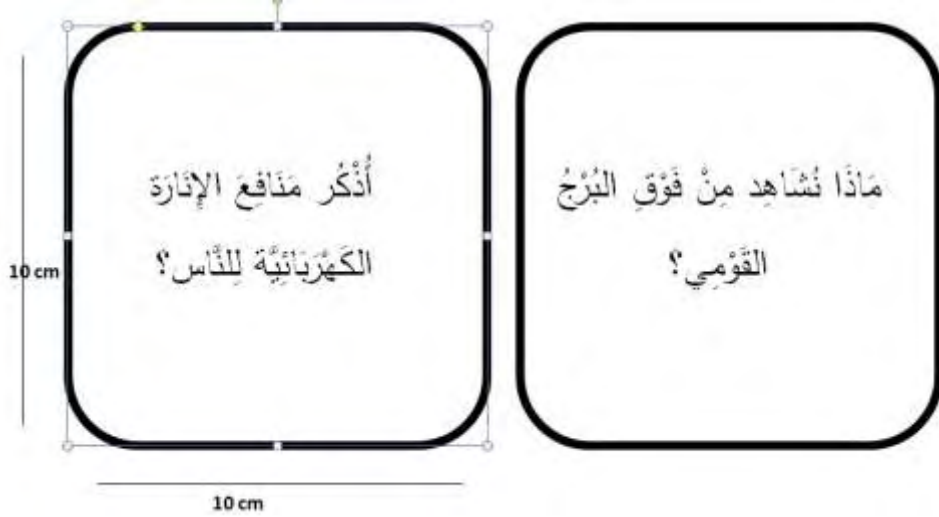 مَاذَا نُشَاهِد مِنْ فَوْقِ البُرْجُ
القَوْمِي؟
أُذْكُر مَنَافِعَ الإِنَارَة
الكَهْرَبَائِيَّة لِلنَّاس؟
10 cm
10 cm